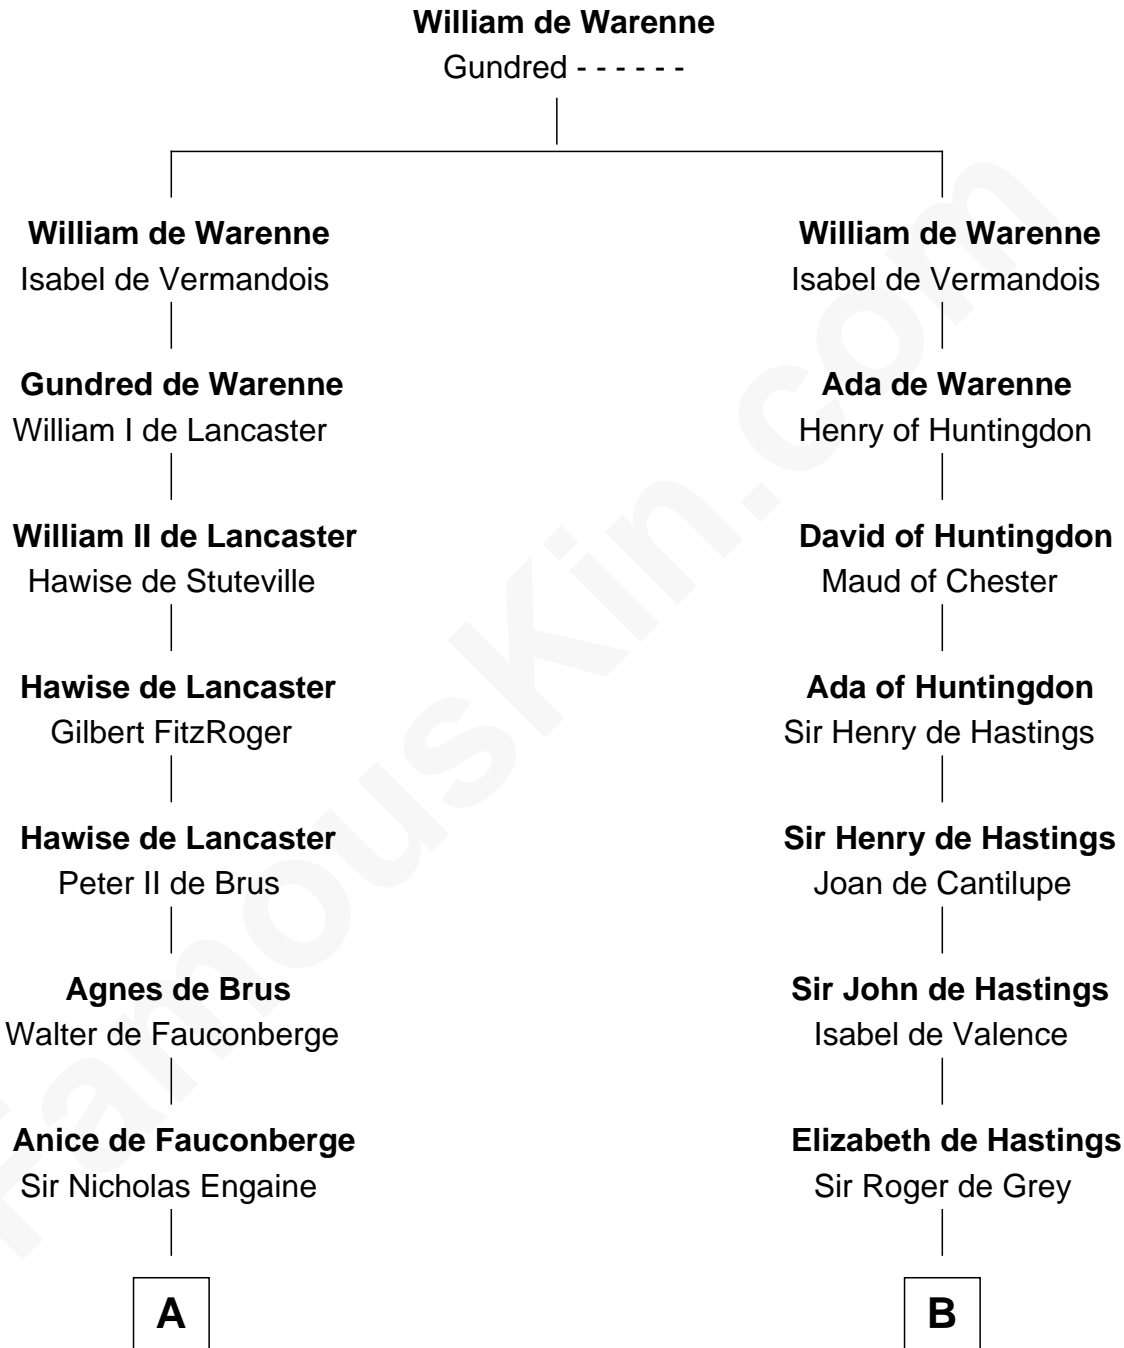 William de Warenne
Gundred - - - - - -
William de Warenne
Isabel de Vermandois
Gundred de Warenne
William I de Lancaster
William II de Lancaster
Hawise de Stuteville
Hawise de Lancaster
Gilbert FitzRoger
Hawise de Lancaster
Peter II de Brus
Agnes de Brus
Walter de Fauconberge
Anice de Fauconberge
Sir Nicholas Engaine
A
William de Warenne
Isabel de Vermandois
Ada de Warenne
Henry of Huntingdon
David of Huntingdon
Maud of Chester
Ada of Huntingdon
Sir Henry de Hastings
Sir Henry de Hastings
Joan de Cantilupe
Sir John de Hastings
Isabel de Valence
Elizabeth de Hastings
Sir Roger de Grey
B
FamousKin.com